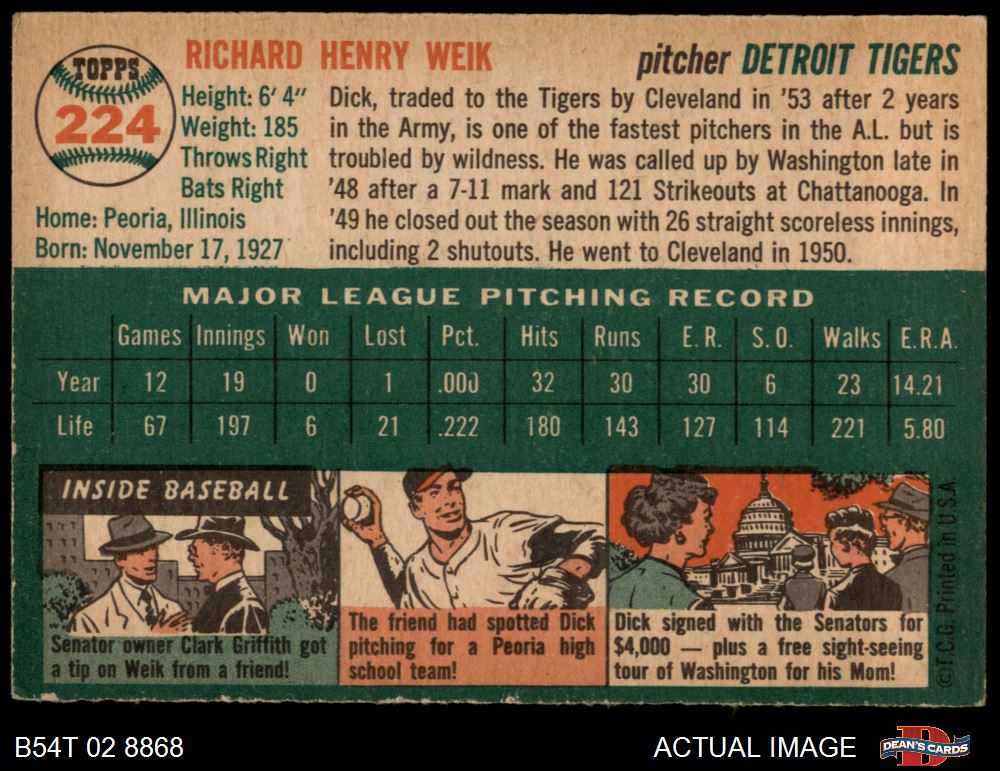 TOPPS
224
RICHARD HENRY WEIK
pitcher DETROIT TIGERS
Height: 6' 4"
Weight: 185
Throws Right
Bats Right
Home: Peoria, Illinois
Born: November 17, 1927
Dick, traded to the Tigers by Cleveland in '53 after 2 years
in the Army, is one of the fastest pitchers in the A.L. but is
troubled by wildness. He was called up by Washington late in
'48 after a 7-11 mark and 121 Strikeouts at Chattanooga. In
'49 he closed out the season with 26 straight scoreless innings,
including 2 shutouts. He went to Cleveland in 1950.
MAJOR LEAGUE PITCHING RECORD
Games Innings Won Lost Pct. Hits Runs E. R. S. O. Walks E.R.A.
Year 12 19 0 1 .000 32 30 30 6 23 14.21
Life 67 197 6 21 .222 180 143 127 114 221 5.80
INSIDE BASEBALL
Senator owner Clark Griffith got
a tip on Weik from a friend!
The friend had spotted Dick
pitching for a Peoria high
school team!
Dick signed with the Senators for
$4,000 — plus a free sight-seeing
tour of Washington for his Mom!
©T.C.G. Printed in U.S.A.
B54T 02 8868
ACTUAL IMAGE
DEAN'S CARDS